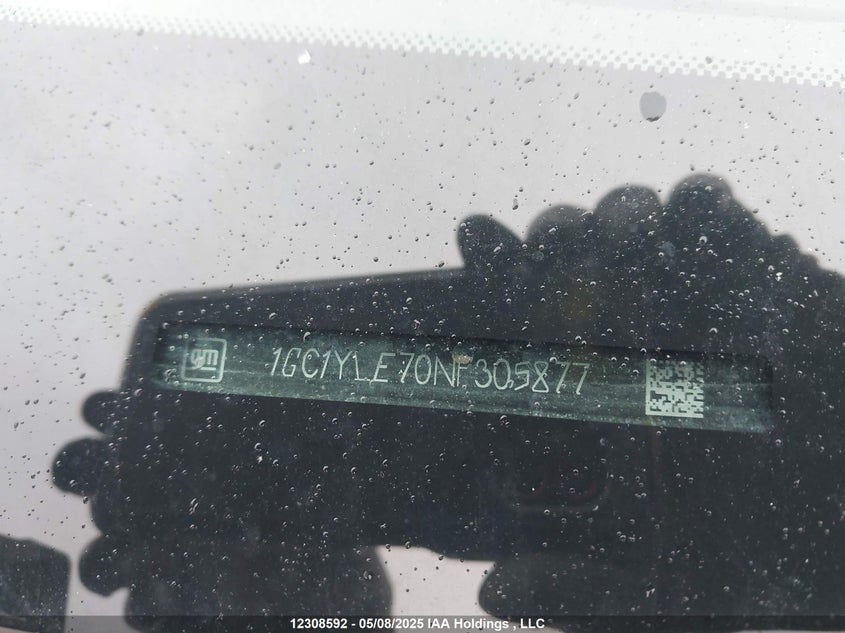 gm 1GC1YLE70NF305877
12308592 - 05/08/2025 IAA Holdings , LLC